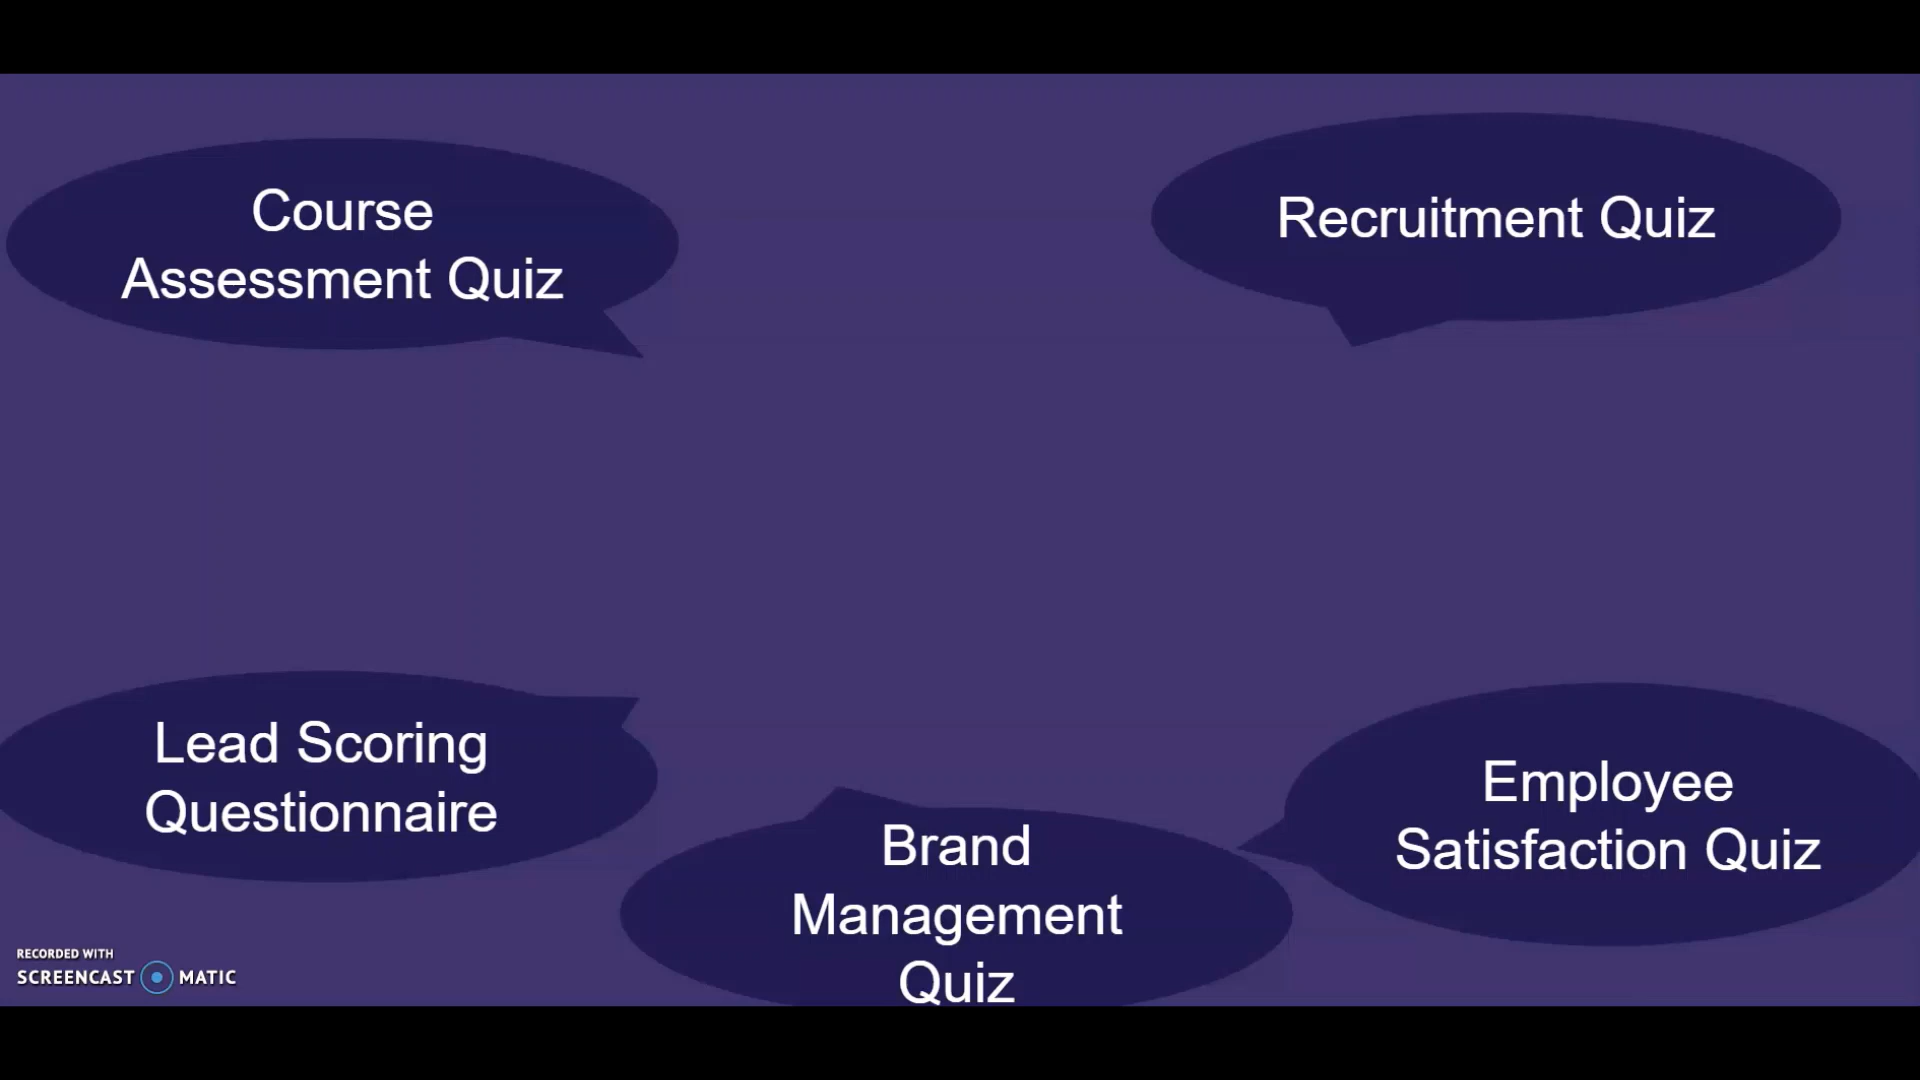 Course
Assessment Quiz
Recruitment Quiz
Lead Scoring
Questionnaire
Brand
Management
Quiz
Employee
Satisfaction Quiz
RECORDED WITH
SCREENCAST MATIC